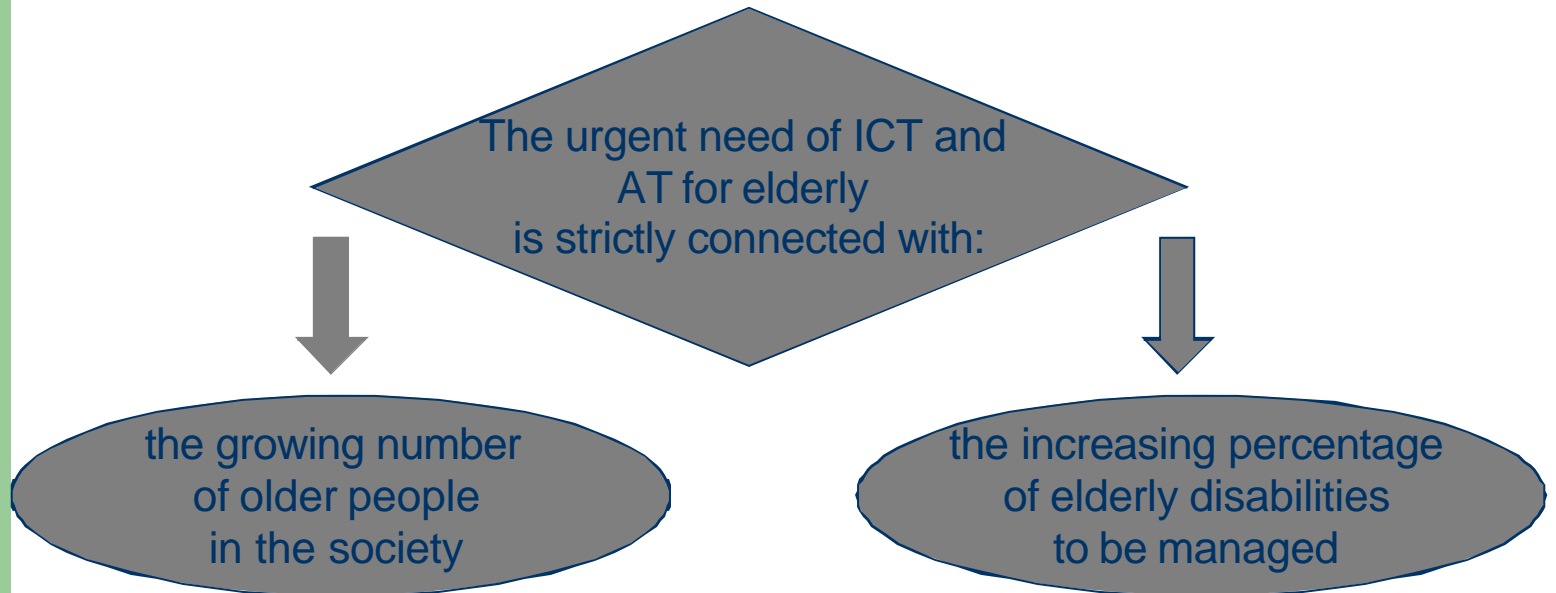 The urgent need of ICT and
AT for elderly
is strictly connected with:
the growing number
of older people
in the society
the increasing percentage
of elderly disabilities
to be managed